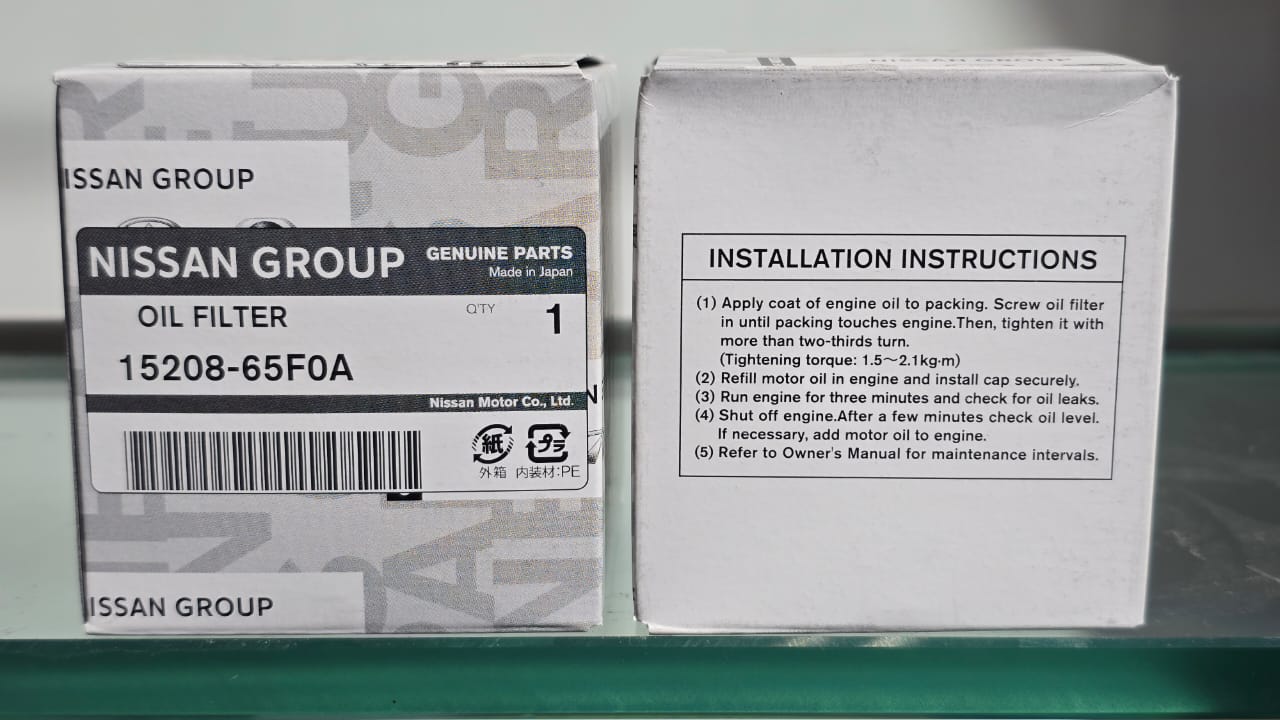 ISSAN GROUP
NISSAN GROUP
GENUINE PARTS
Made in Japan
OIL FILTER
Q'TY
1
15208-65F0A
Nissan Motor Co., Ltd.
紙
プラ
外箱
内装材:PE
ISSAN GROUP
NISSAN GROUP
INSTALLATION INSTRUCTIONS
(1) Apply coat of engine oil to packing. Screw oil filter
in until packing touches engine.Then, tighten it with
more than two-thirds turn.
(Tightening torque: 1.5～2.1kg·m)
(2) Refill motor oil in engine and install cap securely.
(3) Run engine for three minutes and check for oil leaks.
(4) Shut off engine.After a few minutes check oil level.
If necessary, add motor oil to engine.
(5) Refer to Owner's Manual for maintenance intervals.